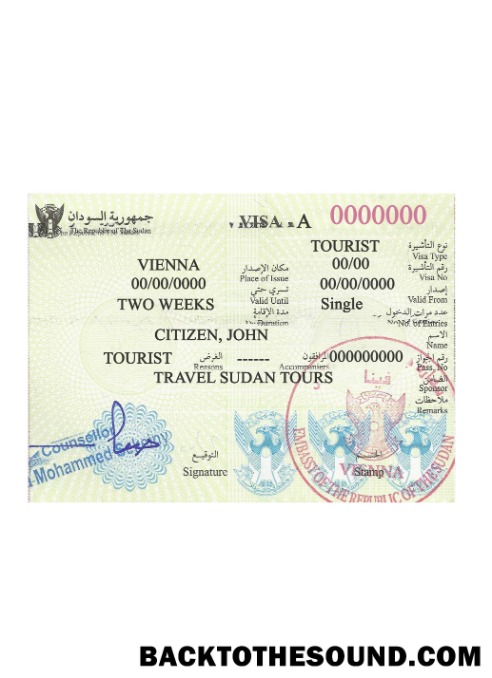 جمهورية السودان
The Republic of The Sudan
VISA A 0000000
TOURIST نوع التأشيرة
Visa Type
VIENNA مكان الإصدار 00/00 رقم التأشيرة
Place of Issue Visa No
00/00/0000 تسري حتى 00/00/0000 إصدار
Valid Until Valid From
TWO WEEKS مدة الإقامة Single عدد مرات الدخول
Duration No. of Entries
CITIZEN, JOHN الاسم
Name
TOURIST الغرض ------ المرافقون 000000000 رقم الجواز
Reasons Accompaniers Pass. No
TRAVEL SUDAN TOURS الضامن
Sponsor
ملاحظات
Remarks
فينا
Counsellor
Mohammed
التوقيع
Signature
الختم
Stamp
VIENNA
EMBASSY OF THE REPUBLIC OF THE SUDAN
BACKTOTHESOUND.COM